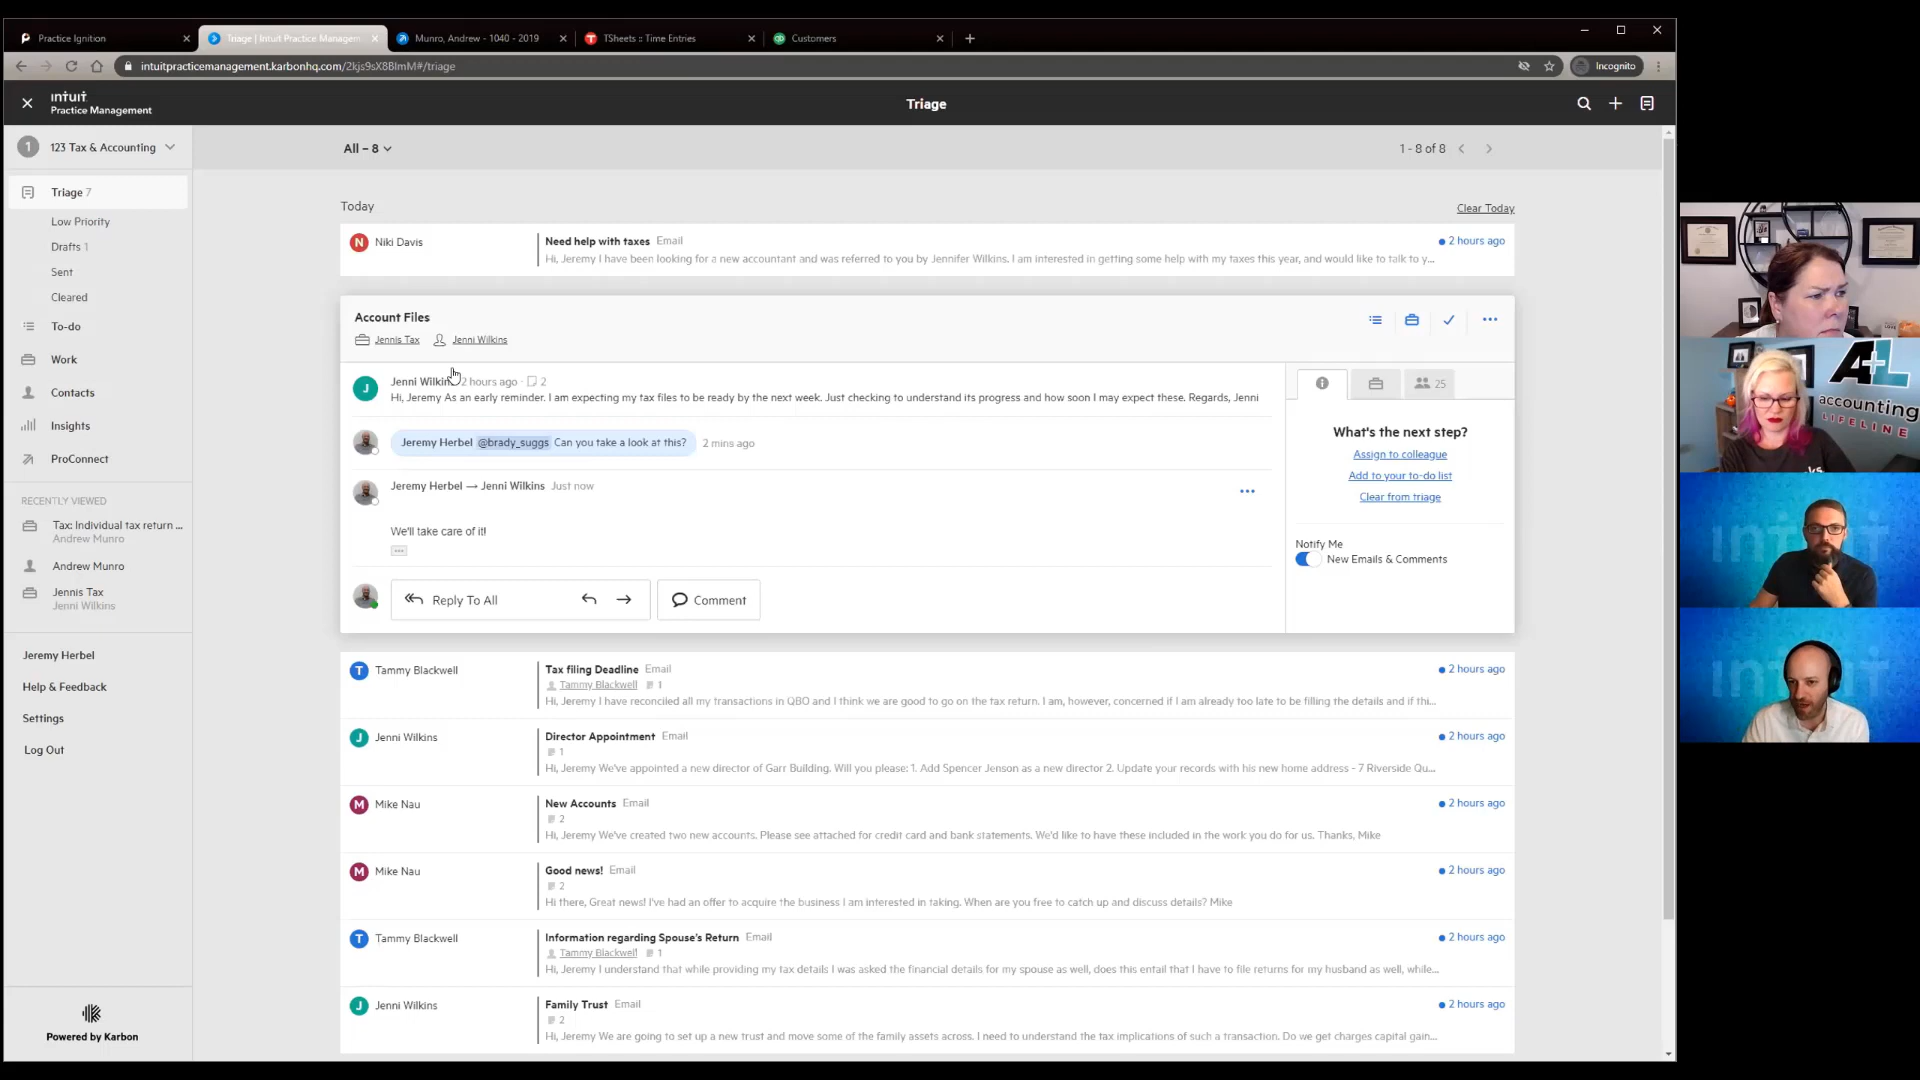 Practice Ignition
Triage | Intuit Practice Managem
Munro, Andrew - 1040 - 2019
TSheets :: Time Entries
Customers
intuitpracticemanagement.karbonhq.com/2kjs9sX8BlmM#/triage
Incognito
intuit
Practice Management
Triage
1
123 Tax & Accounting
All – 8
1 - 8 of 8
Triage 7
Low Priority
Drafts 1
Sent
Cleared
To-do
Work
Contacts
Insights
ProConnect
RECENTLY VIEWED
Tax: Individual tax return ...
Andrew Munro
Andrew Munro
Jennis Tax
Jenni Wilkins
Jeremy Herbel
Help & Feedback
Settings
Log Out
Powered by Karbon
Today
Clear Today
N
Niki Davis
Need help with taxes Email
2 hours ago
Hi, Jeremy I have been looking for a new accountant and was referred to you by Jennifer Wilkins. I am interested in getting some help with my taxes this year, and would like to talk to y...
Account Files
Jennis Tax
Jenni Wilkins
J
Jenni Wilkin 2 hours ago · 2
Hi, Jeremy As an early reminder. I am expecting my tax files to be ready by the next week. Just checking to understand its progress and how soon I may expect these. Regards, Jenni
Jeremy Herbel @brady_suggs Can you take a look at this? 2 mins ago
Jeremy Herbel → Jenni Wilkins Just now
We'll take care of it!
Reply To All
Comment
25
What's the next step?
Assign to colleague
Add to your to-do list
Clear from triage
Notify Me
New Emails & Comments
T
Tammy Blackwell
Tax filing Deadline Email
2 hours ago
Tammy Blackwell 1
Hi, Jeremy I have reconciled all my transactions in QBO and I think we are good to go on the tax return. I am, however, concerned if I am already too late to be filling the details and if thi...
J
Jenni Wilkins
Director Appointment Email
2 hours ago
1
Hi, Jeremy We've appointed a new director of Garr Building. Will you please: 1. Add Spencer Jenson as a new director 2. Update your records with his new home address - 7 Riverside Qu...
M
Mike Nau
New Accounts Email
2 hours ago
2
Hi, Jeremy We've created two new accounts. Please see attached for credit card and bank statements. We'd like to have these included in the work you do for us. Thanks, Mike
M
Mike Nau
Good news! Email
2 hours ago
2
Hi there, Great news! I've had an offer to acquire the business I am interested in taking. When are you free to catch up and discuss details? Mike
T
Tammy Blackwell
Information regarding Spouse's Return Email
2 hours ago
Tammy Blackwell 1
Hi, Jeremy I understand that while providing my tax details I was asked the financial details for my spouse as well, does this entail that I have to file returns for my husband as well, while...
J
Jenni Wilkins
Family Trust Email
2 hours ago
2
Hi, Jeremy We are going to set up a new trust and move some of the family assets across. I need to understand the tax implications of such a transaction. Do we get charges capital gain...
A+L
accounting
LIFELINE